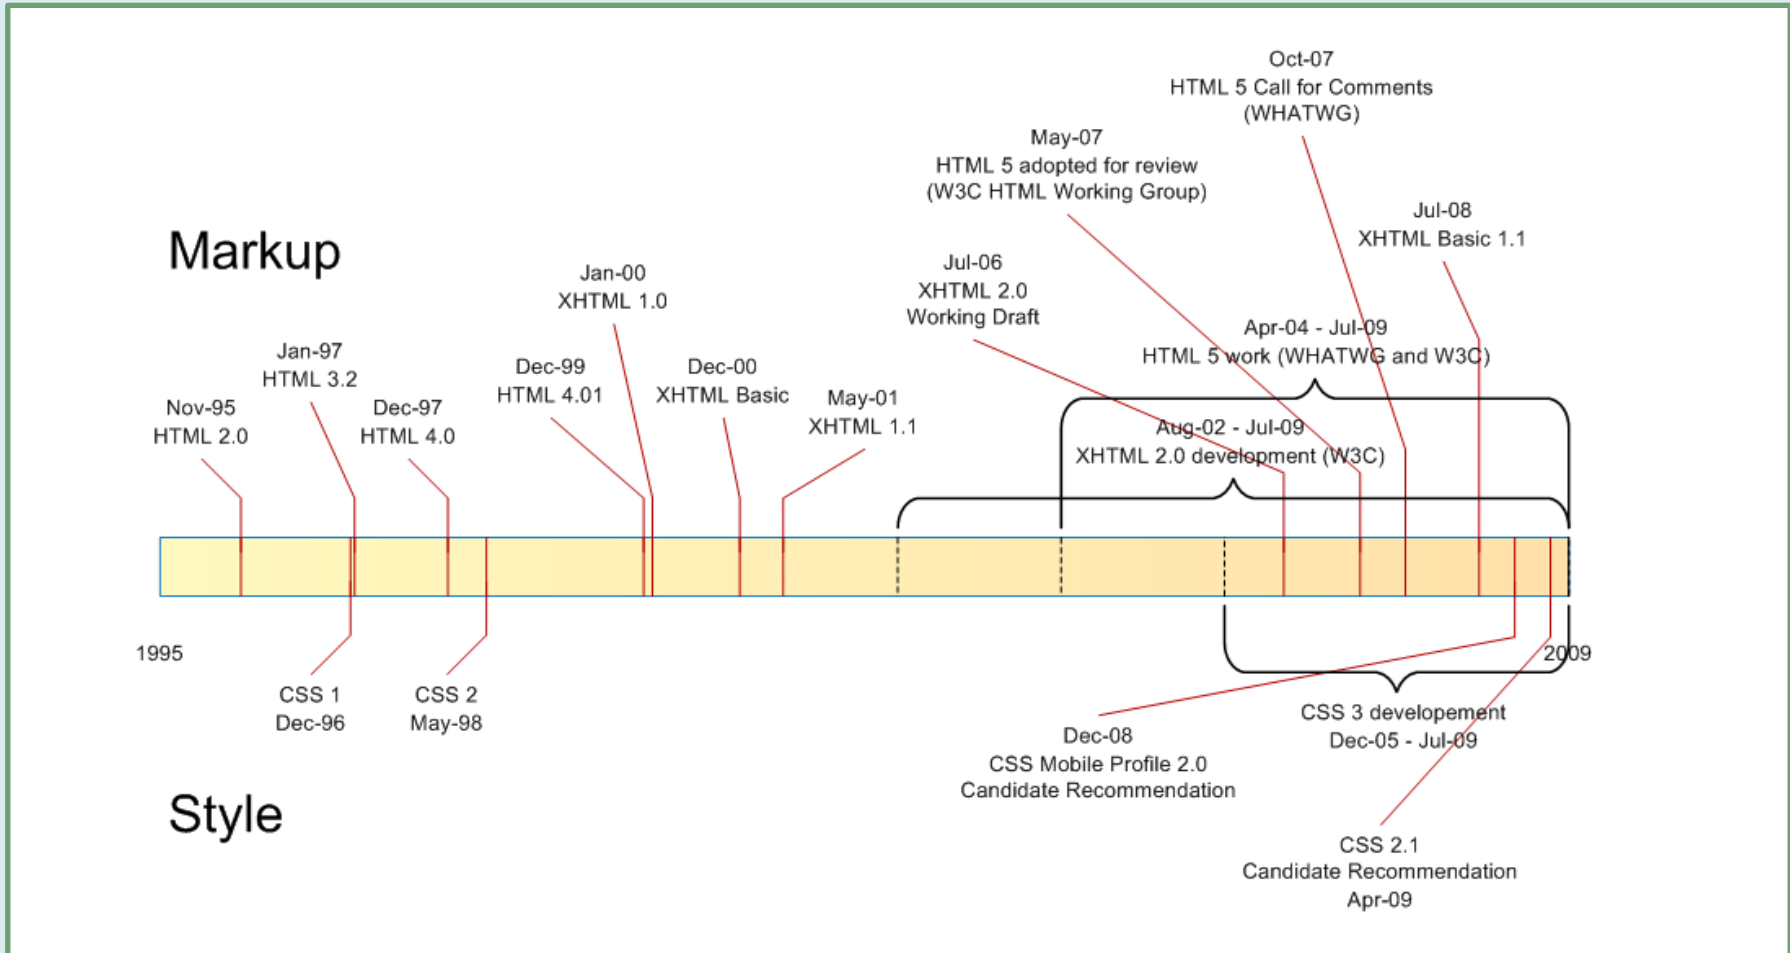 Oct-07
HTML 5 Call for Comments
(WHATWG)
May-07
HTML 5 adopted for review
(W3C HTML Working Group)
Jul-08
XHTML Basic 1.1
Markup
Jul-06
XHTML 2.0
Working Draft
Jan-00
XHTML 1.0
Apr-04 - Jul-09
HTML 5 work (WHATWG and W3C)
Jan-97
HTML 3.2
Dec-99
HTML 4.01
Dec-00
XHTML Basic
May-01
XHTML 1.1
Nov-95
HTML 2.0
Dec-97
HTML 4.0
Aug-02 - Jul-09
XHTML 2.0 development (W3C)
1995
2009
CSS 1
Dec-96
CSS 2
May-98
CSS 3 developement
Dec-05 - Jul-09
Dec-08
CSS Mobile Profile 2.0
Candidate Recommendation
Style
CSS 2.1
Candidate Recommendation
Apr-09